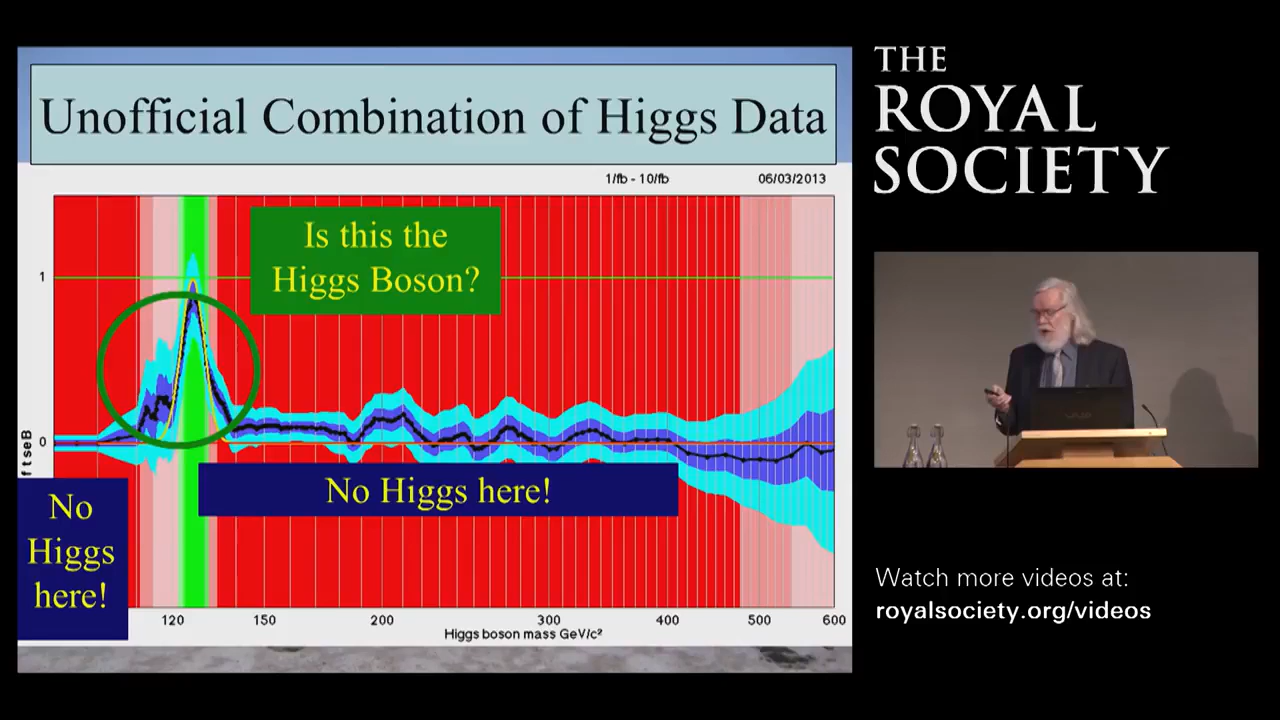 Unofficial Combination of Higgs Data
THE
ROYAL
SOCIETY
1/fb - 10/fb 06/03/2013
Is this the
Higgs Boson?
1
0
No Higgs here!
No
Higgs
here!
120 150 200 300 400 500 600
Higgs boson mass GeV/c²
Watch more videos at:
royalsociety.org/videos